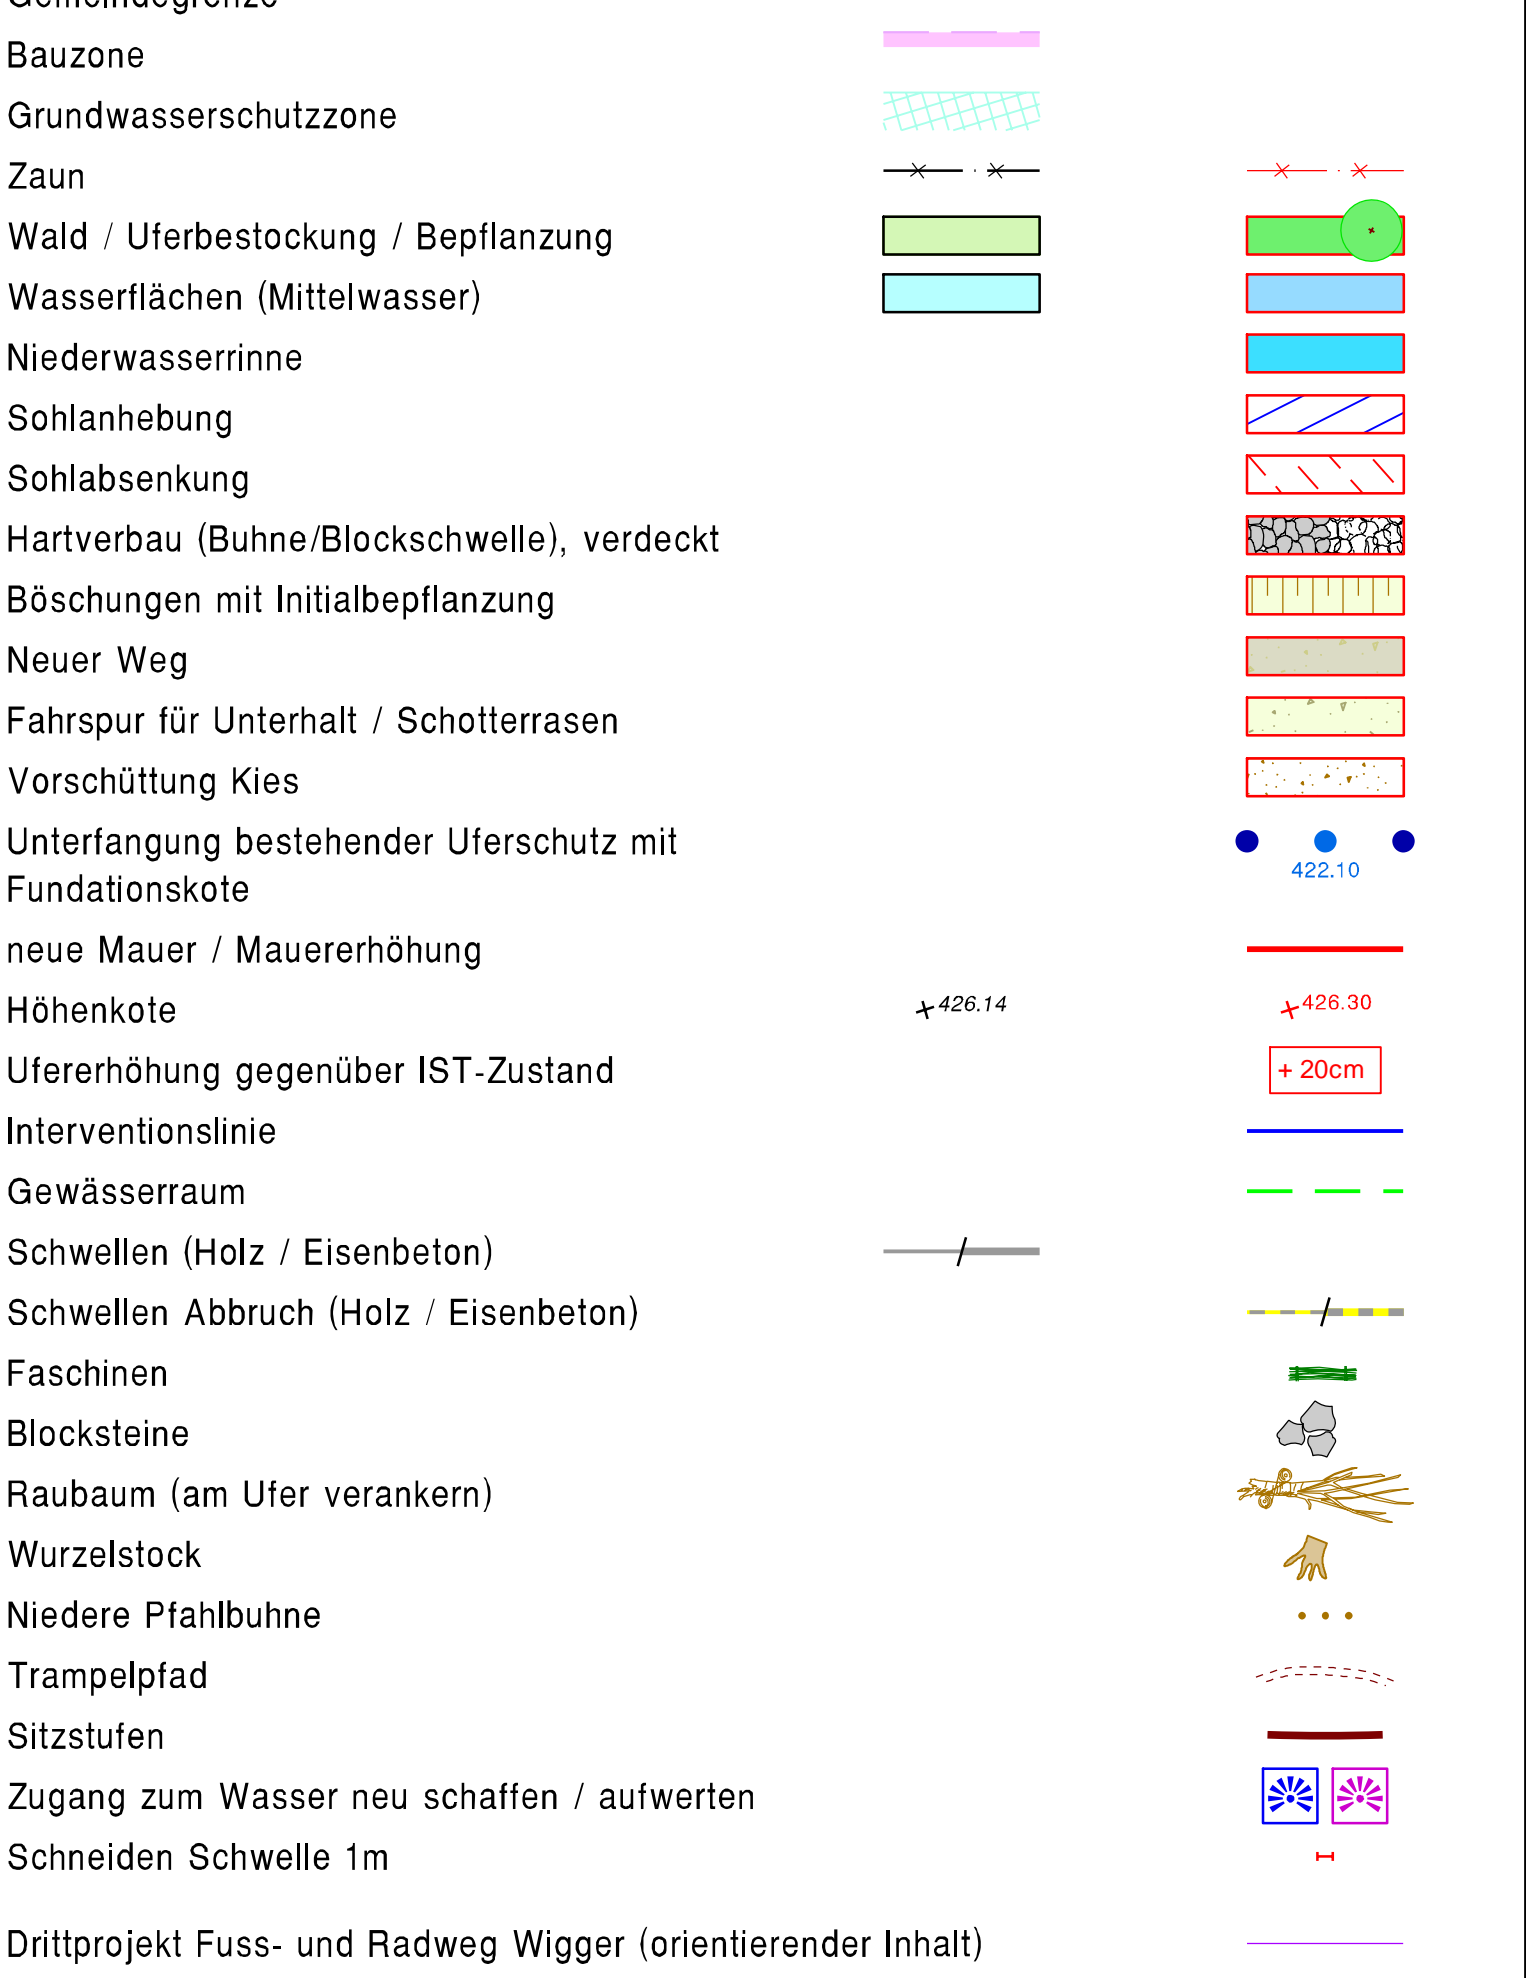 Gemeindegrenze
Bauzone
Grundwasserschutzzone
Zaun
Wald / Uferbestockung / Bepflanzung
Wasserflächen (Mittelwasser)
Niederwasserrinne
Sohlanhebung
Sohlabsenkung
Hartverbau (Buhne/Blockschwelle), verdeckt
Böschungen mit Initialbepflanzung
Neuer Weg
Fahrspur für Unterhalt / Schotterrasen
Vorschüttung Kies
Unterfangung bestehender Uferschutz mit
Fundationskote
422.10
neue Mauer / Mauererhöhung
Höhenkote 426.14 426.30
Ufererhöhung gegenüber IST-Zustand + 20cm
Interventionslinie
Gewässerraum
Schwellen (Holz / Eisenbeton)
Schwellen Abbruch (Holz / Eisenbeton)
Faschinen
Blocksteine
Raubaum (am Ufer verankern)
Wurzelstock
Niedere Pfahlbuhne
Trampelpfad
Sitzstufen
Zugang zum Wasser neu schaffen / aufwerten
Schneiden Schwelle 1m
Drittprojekt Fuss- und Radweg Wigger (orientierender Inhalt)